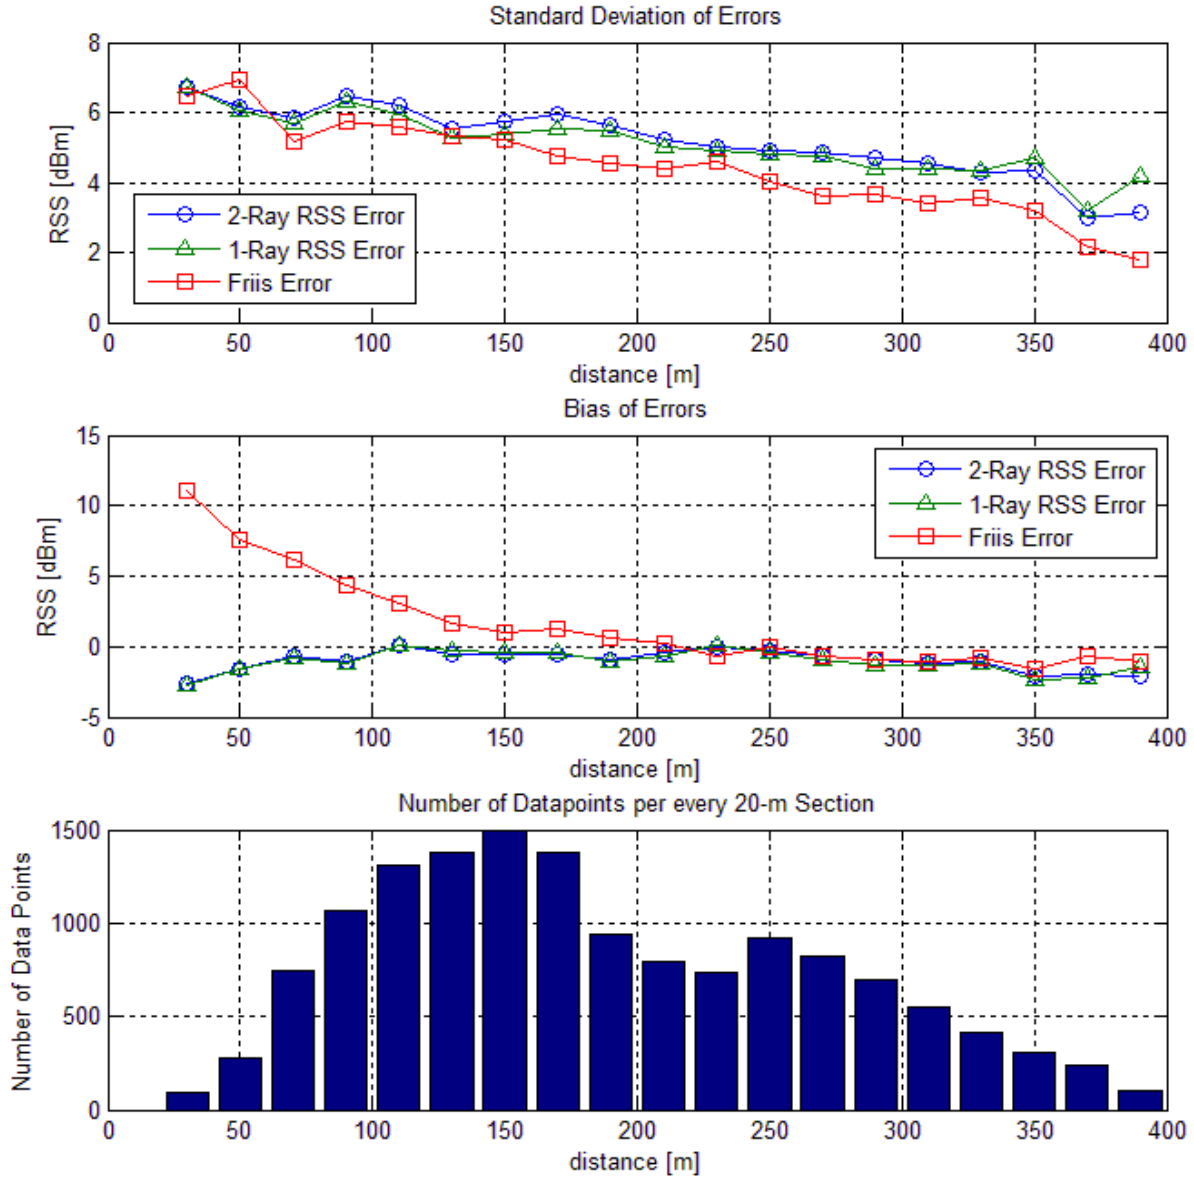 Standard Deviation of Errors
8
6
4
2
0
RSS [dBm]
2-Ray RSS Error
1-Ray RSS Error
Friis Error
0 50 100 150 200 250 300 350 400
distance [m]
Bias of Errors
15
10
5
0
-5
RSS [dBm]
2-Ray RSS Error
1-Ray RSS Error
Friis Error
0 50 100 150 200 250 300 350 400
distance [m]
Number of Datapoints per every 20-m Section
1500
1000
500
0
Number of Data Points
0 50 100 150 200 250 300 350 400
distance [m]